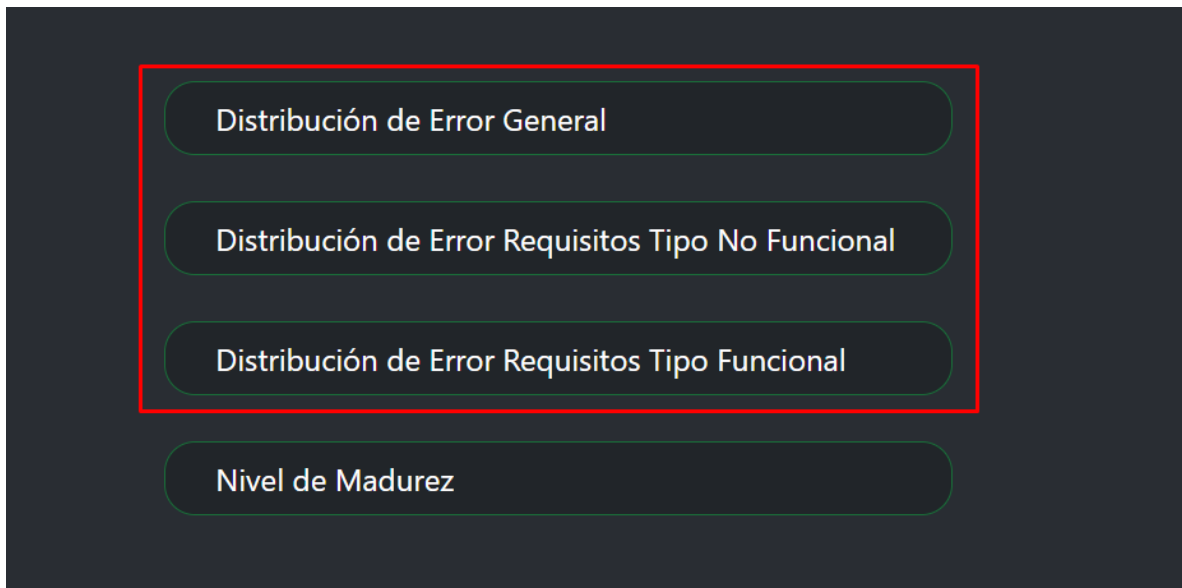 Distribución de Error General
Distribución de Error Requisitos Tipo No Funcional
Distribución de Error Requisitos Tipo Funcional
Nivel de Madurez